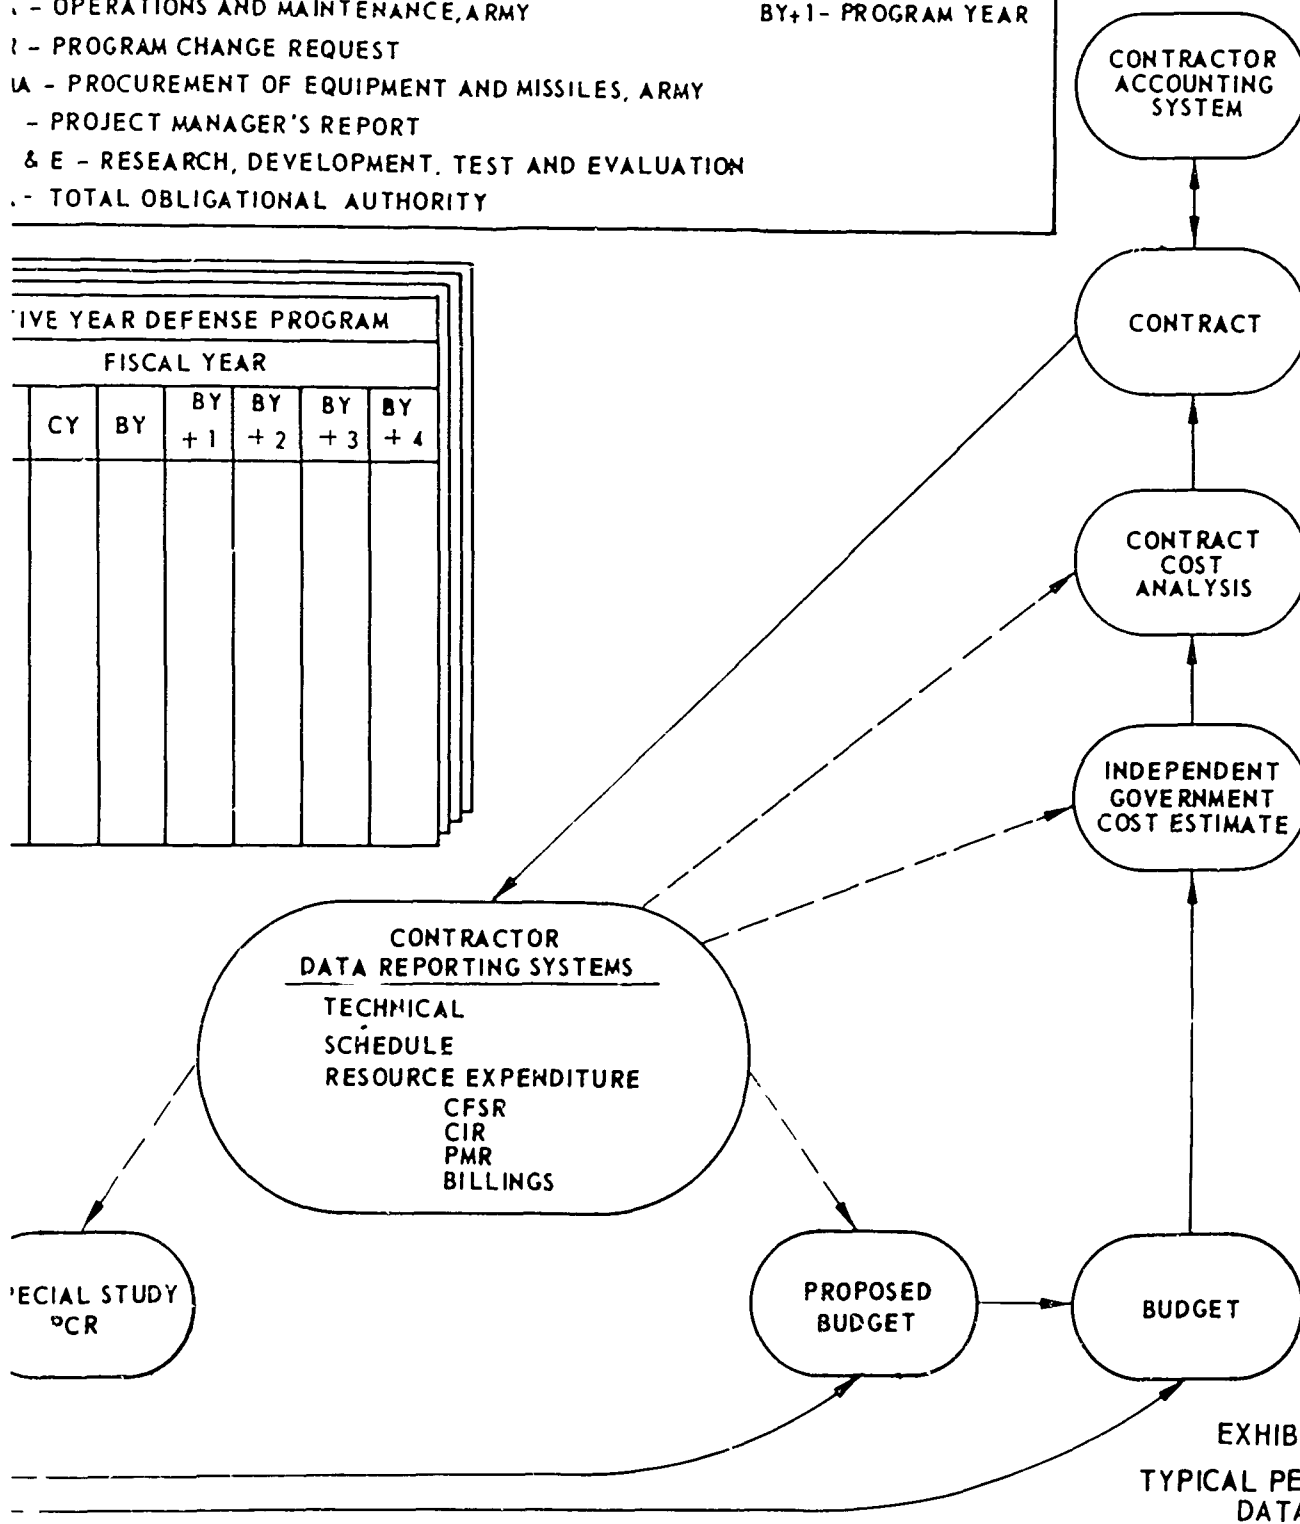 - OPERATIONS AND MAINTENANCE, ARMY
BY+1- PROGRAM YEAR
- PROGRAM CHANGE REQUEST
- PROCUREMENT OF EQUIPMENT AND MISSILES, ARMY
- PROJECT MANAGER'S REPORT
& E - RESEARCH, DEVELOPMENT. TEST AND EVALUATION
- TOTAL OBLIGATIONAL AUTHORITY
CONTRACTOR
ACCOUNTING
SYSTEM
IVE YEAR DEFENSE PROGRAM
FISCAL YEAR
CY BY BY BY BY BY
+ 1 + 2 + 3 + 4
CONTRACT
CONTRACT
COST
ANALYSIS
INDEPENDENT
GOVERNMENT
COST ESTIMATE
CONTRACTOR
DATA REPORTING SYSTEMS
TECHNICAL
SCHEDULE
RESOURCE EXPENDITURE
CFSR
CIR
PMR
BILLINGS
PECIAL STUDY
PCR
PROPOSED
BUDGET
BUDGET
EXHIB
TYPICAL PE
DATA